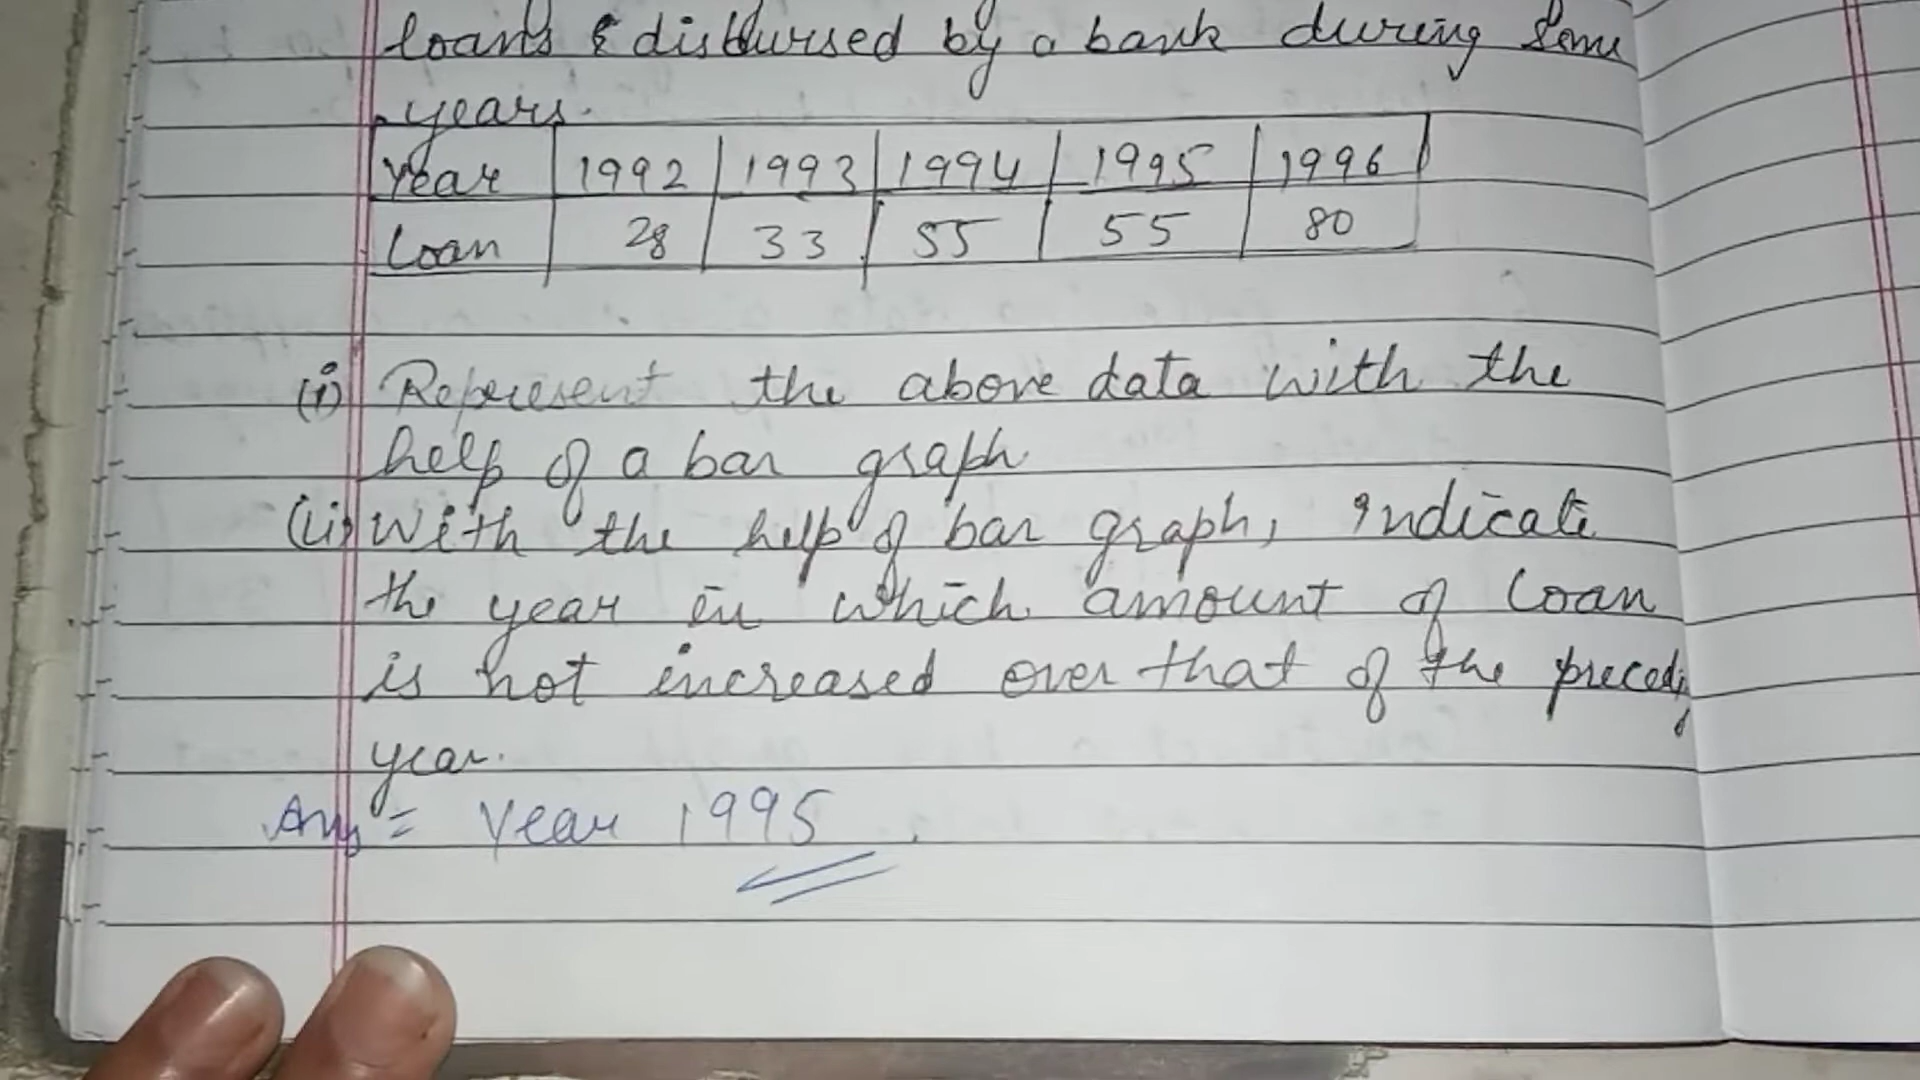 loans & disbursed by a bank during Some
years.
Year 1992 1993 1994 1995 1996
Loan 28 33 55 55 80
(i) Represent the above data with the
help of a bar graph
(ii) With the help of bar graph, indicate
the year in which amount of loan
is not increased over that of the preceding
year.
Ans = Year 1995